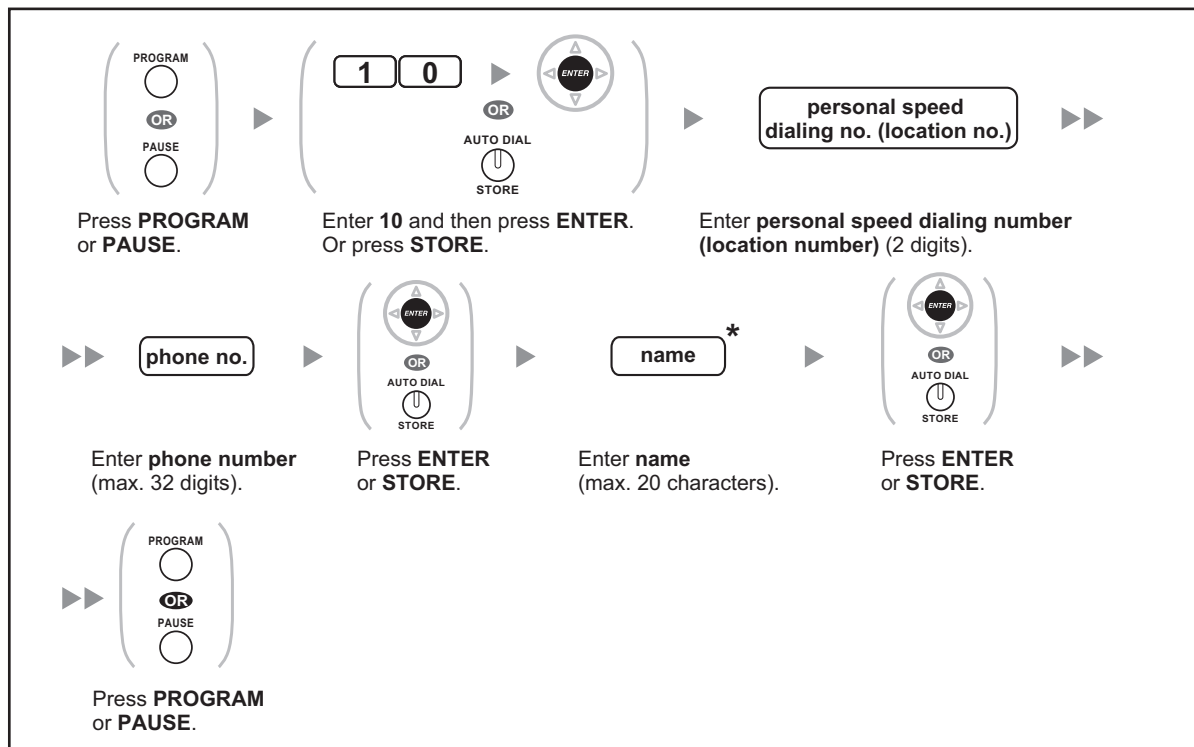 PROGRAM
OR
PAUSE
Press PROGRAM
or PAUSE.
1 0
ENTER
OR
AUTO DIAL
STORE
Enter 10 and then press ENTER.
Or press STORE.
personal speed
dialing no. (location no.)
Enter personal speed dialing number
(location number) (2 digits).
phone no.
Enter phone number
(max. 32 digits).
ENTER
OR
AUTO DIAL
STORE
Press ENTER
or STORE.
name *
Enter name
(max. 20 characters).
ENTER
OR
AUTO DIAL
STORE
Press ENTER
or STORE.
PROGRAM
OR
PAUSE
Press PROGRAM
or PAUSE.